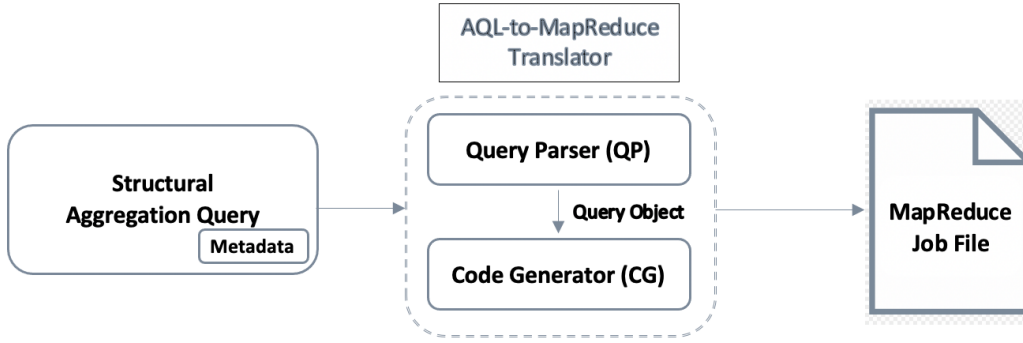 AQL-to-MapReduce
Translator
Structural
Aggregation Query
Metadata
Query Parser (QP)
Query Object
Code Generator (CG)
MapReduce
Job File